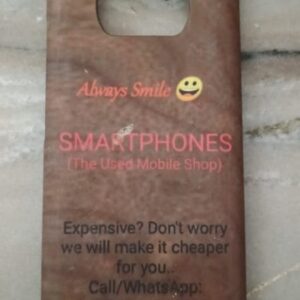 Always Smile 😀
SMARTPHONES
(The Used Mobile Shop)
Expensive? Don't worry
we will make it cheaper
for you..
Call/WhatsApp: